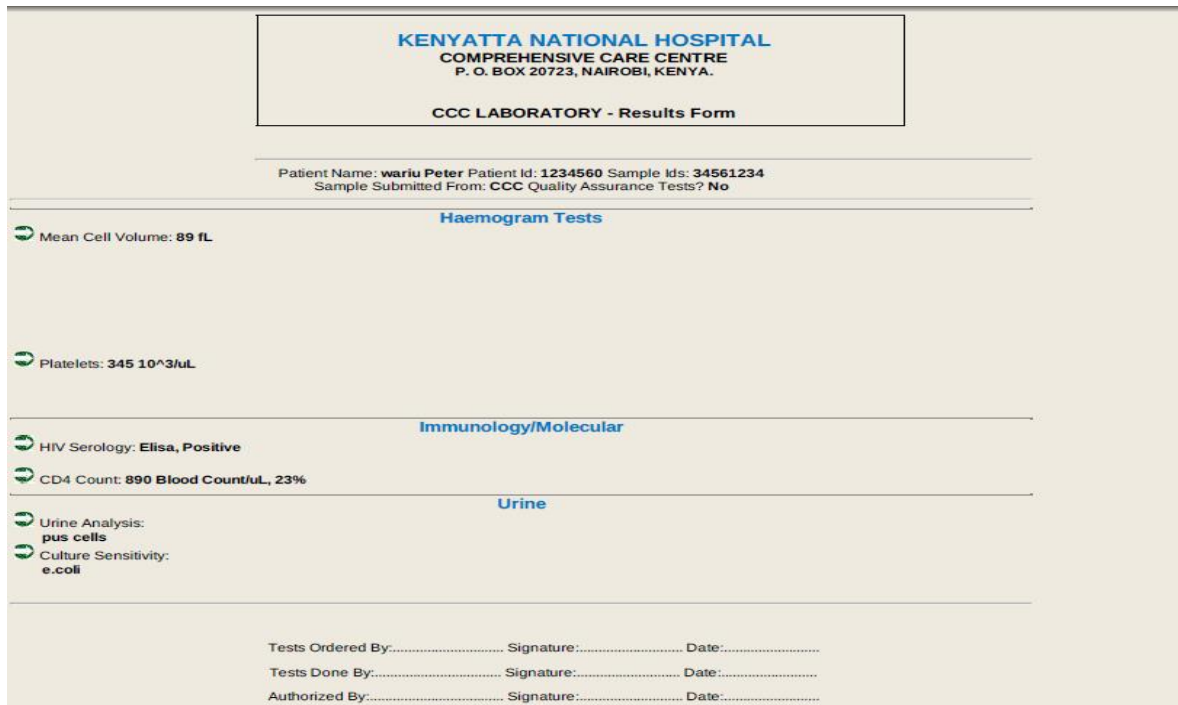 KENYATTA NATIONAL HOSPITAL
COMPREHENSIVE CARE CENTRE
P. O. BOX 20723, NAIROBI, KENYA.
CCC LABORATORY - Results Form
Patient Name: wariu Peter Patient Id: 1234560 Sample Ids: 34561234
Sample Submitted From: CCC Quality Assurance Tests? No
Haemogram Tests
Mean Cell Volume: 89 fL
Platelets: 345 10^3/uL
Immunology/Molecular
HIV Serology: Elisa, Positive
CD4 Count: 890 Blood Count/uL, 23%
Urine
Urine Analysis:
pus cells
Culture Sensitivity:
e.coli
Tests Ordered By:............................ Signature:.......................... Date:........................
Tests Done By:................................ Signature:.......................... Date:........................
Authorized By:.................................. Signature:.......................... Date:........................